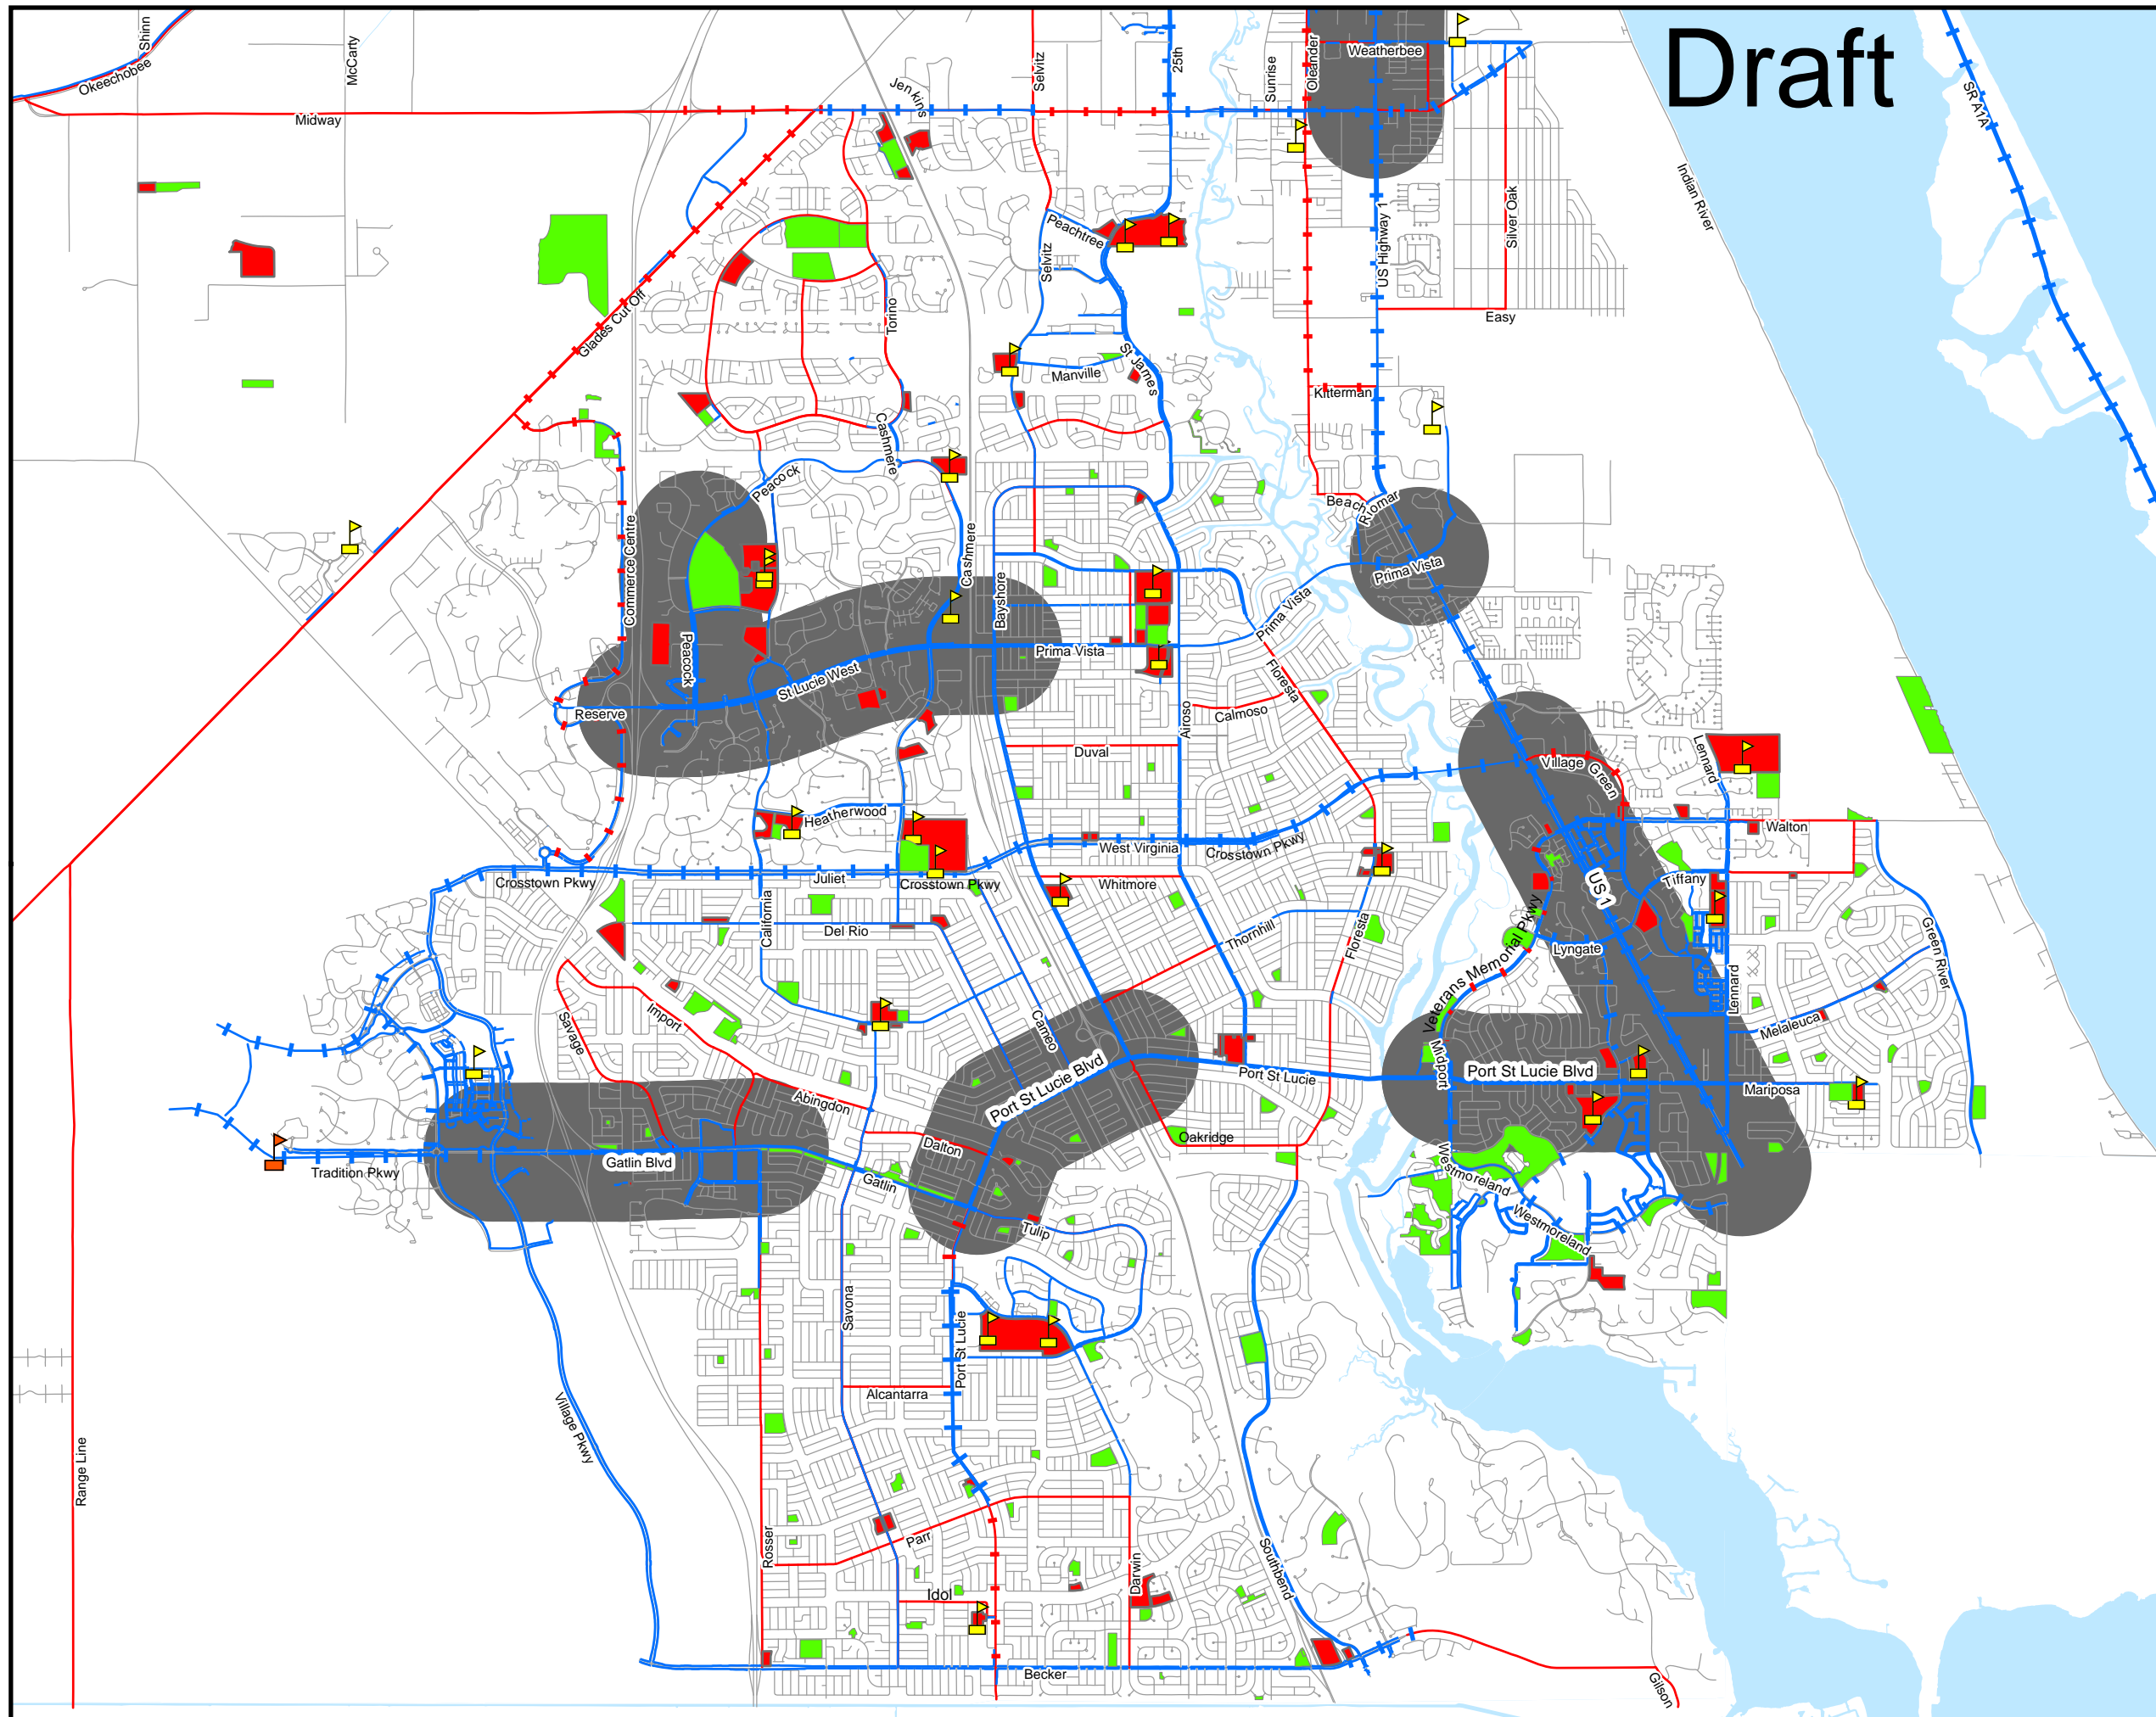 Draft
Shinn
Okeechobee
McCarty
Midway
Jenkins
Selvitz
25th
Sunrise
Oleander
Weatherbee
SR A1A
Indian River
Silver Oak
US Highway 1
Easy
Peachtree
Selvitz
Torino
Glades Cut Off
St James
Manville
Kitterman
Cashmere
Peacock
Beach
Riomar
Prima Vista
Commerce Centre
Cashmere
Bayshore
Prima Vista
Prima Vista
Peacock
St Lucie West
Floresta
Reserve
Calmoso
Airoso
Duval
Village Green
Lennard
Heatherwood
West Virginia
Crosstown Pkwy
Walton
Crosstown Pkwy
Juliet
Crosstown Pkwy
Whitmore
US 1
Tiffany
California
Del Rio
Thornhill
Floresta
Veterans Memorial Pkwy
Lyngate
Green River
Lennard
Savage
Import
Cameo
Melaleuca
Midport
Port St Lucie Blvd
Port St Lucie
Port St Lucie Blvd
Mariposa
Abingdon
Dalton
Oakridge
Tradition Pkwy
Gatlin Blvd
Gatlin
Westmoreland
Westmoreland
Tulip
Savona
Port St Lucie
Alcantarra
Village Pkwy
Range Line
Rosser
Parr
Idol
Darwin
Southbend
Becker
Gilson